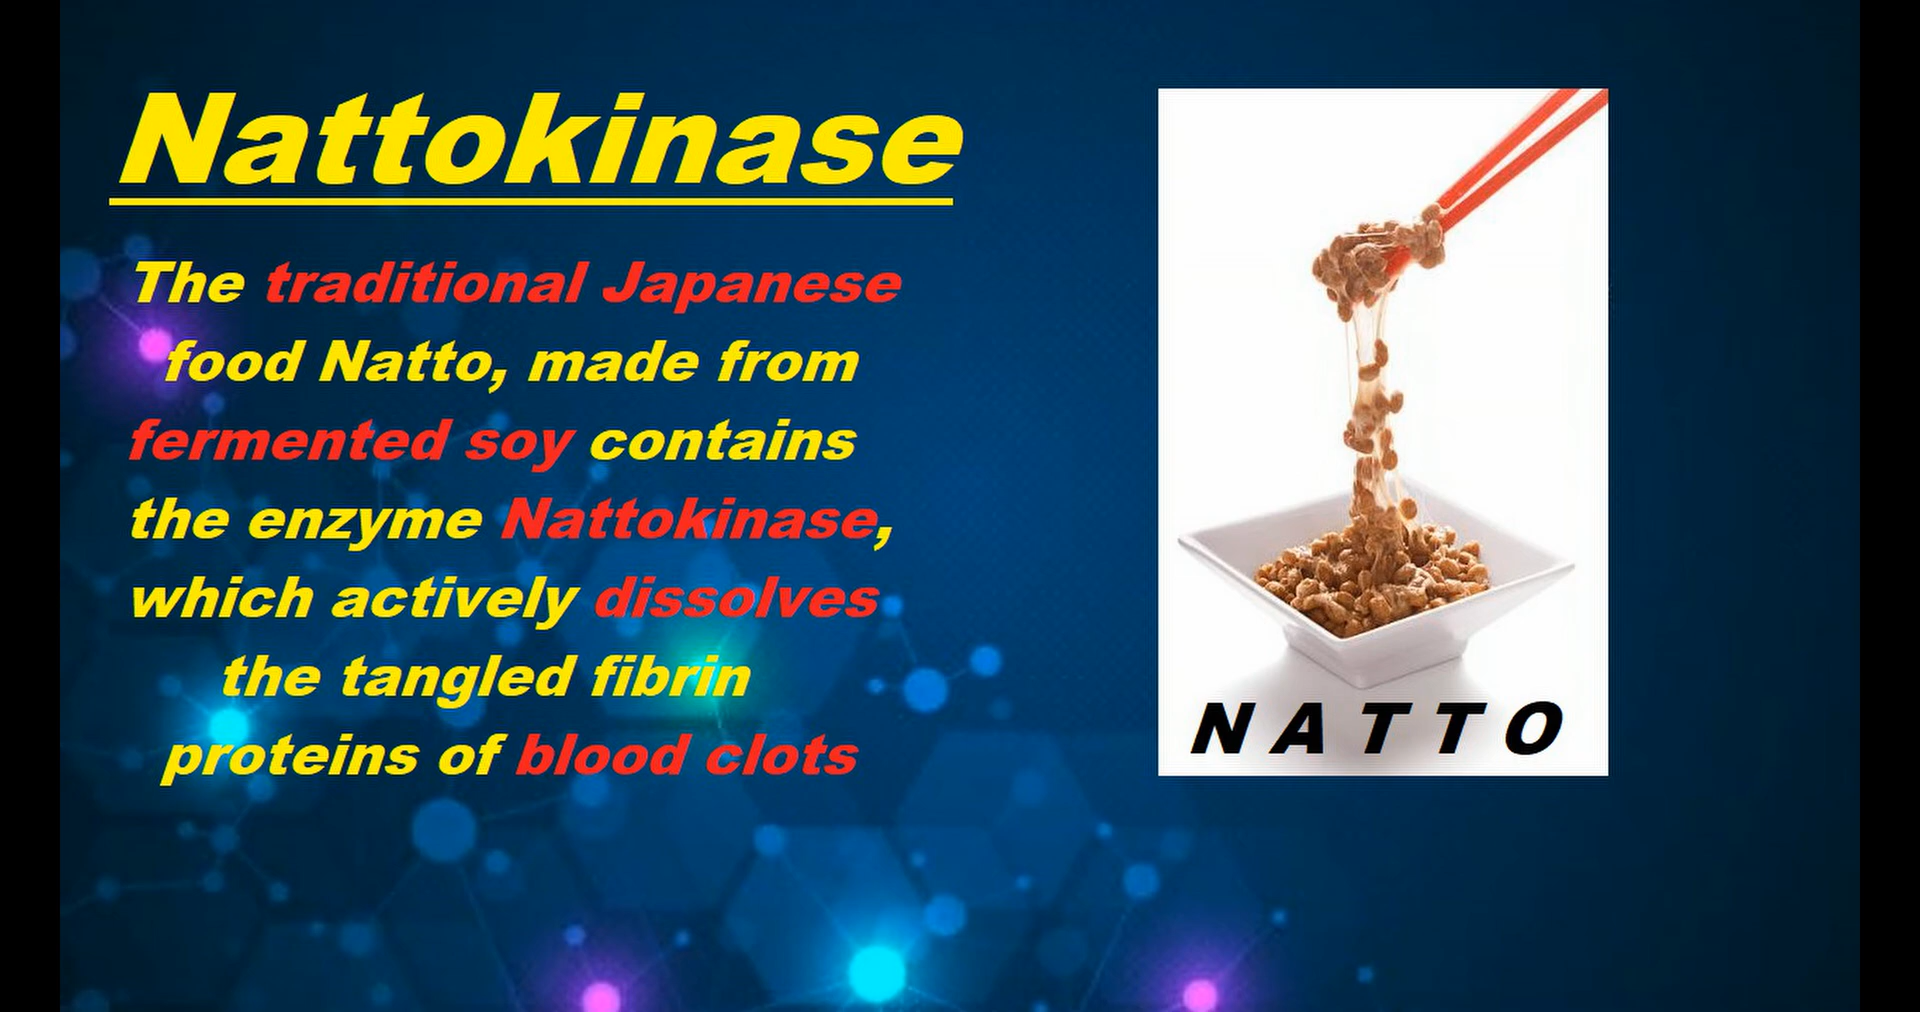 Nattokinase
The traditional Japanese
food Natto, made from
fermented soy contains
the enzyme Nattokinase,
which actively dissolves
the tangled fibrin
proteins of blood clots
NATTO